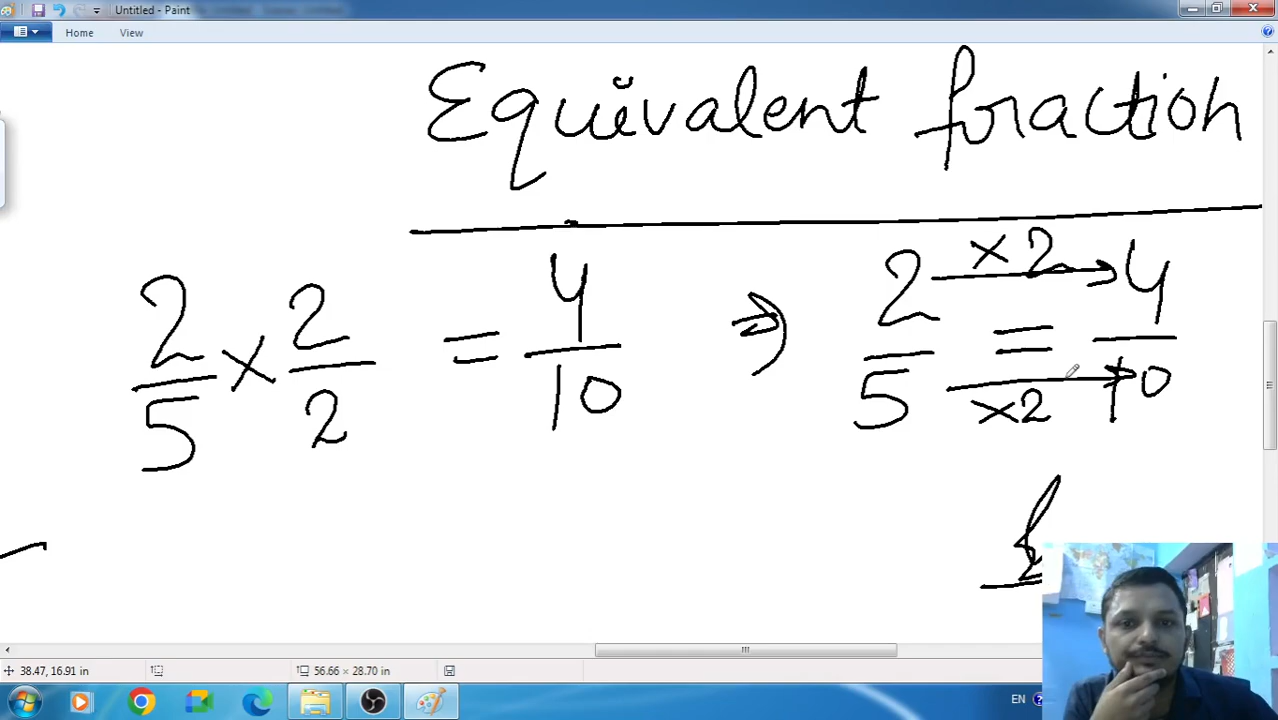 Untitled - Paint
Home View
Equivalent fraction
2/5 × 2/2 = 4/10 ⇒ 2/5 = 4/10
×2
×2
38.47, 16.91 in 56.66 × 28.70 in
EN